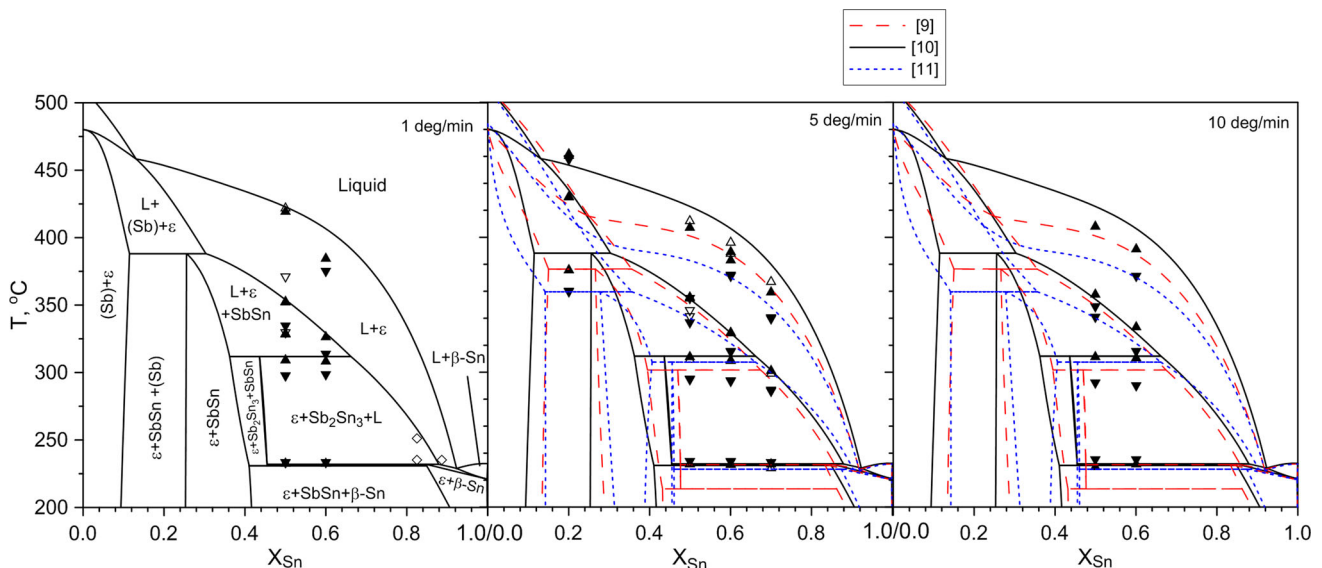 [9]
[10]
[11]
1 deg/min
5 deg/min
10 deg/min
500
450
400
350
300
250
200
T, °C
Liquid
L+
(Sb)+ε
(Sb)+ε
L+ε
+SbSn
L+ε
L+β-Sn
ε+SbSn+(Sb)
ε+SbSn
ε+Sb₂Sn₃+SbSn
ε+Sb₂Sn₃+L
ε+SbSn+β-Sn
ε+β-Sn
0.0 0.2 0.4 0.6 0.8 1.0/0.0 0.2 0.4 0.6 0.8 1.0/0.0 0.2 0.4 0.6 0.8 1.0
X_Sn X_Sn X_Sn